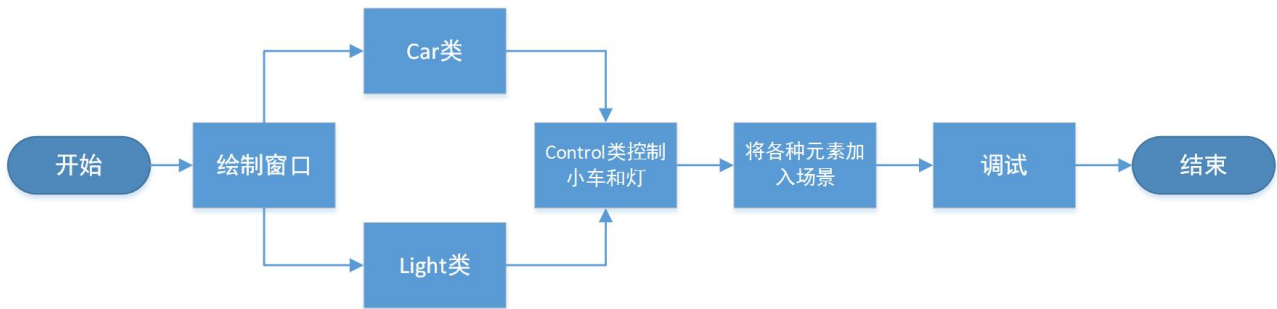 开始
绘制窗口
Car类
Light类
Control类控制
小车和灯
将各种元素加
入场景
调试
结束